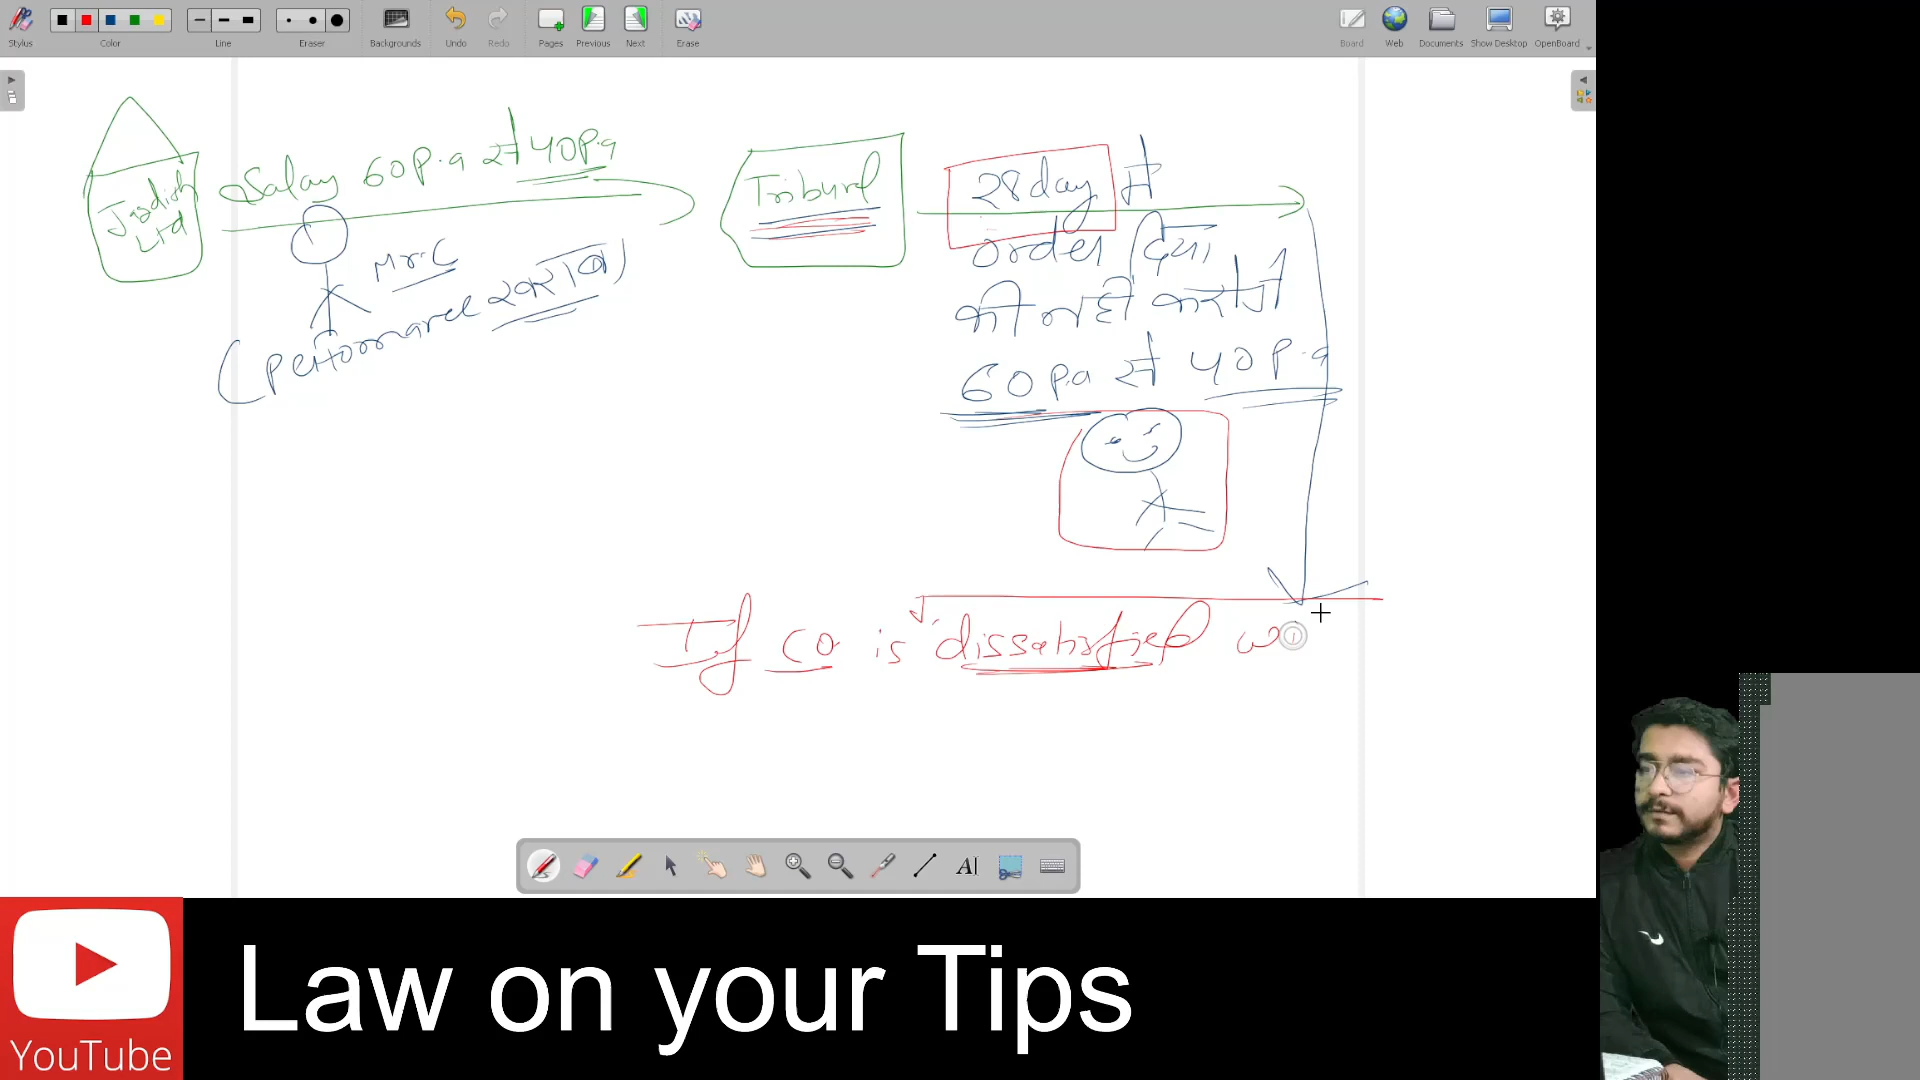 Stylus
Color
Line
Eraser
Backgrounds
Undo
Redo
Pages
Previous
Next
Erase
Board
Web
Documents
Show Desktop
OpenBoard
Jagdish
Ltd
Salary 60 P.a से 40 P.a
Mr. C
(Performance खराब)
Tribunal
28 day में
order दिया
की नहीं करोगे
60 p.a से 40 P.a
If co is dissatisfied
YouTube
Law on your Tips